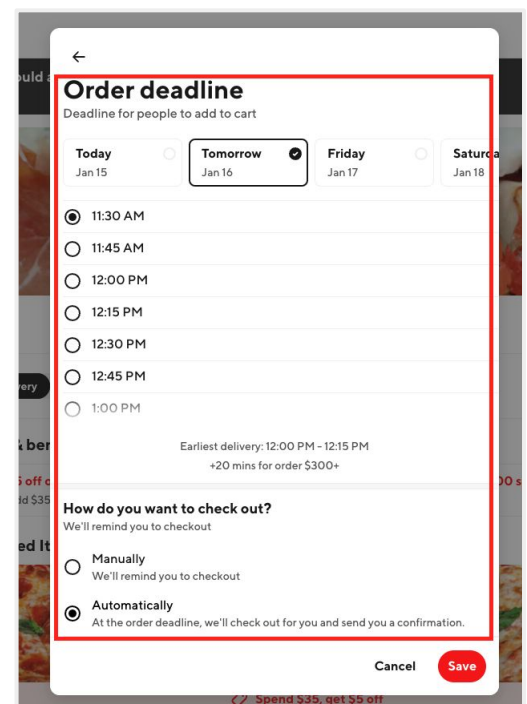 Order deadline
Deadline for people to add to cart
Today
Jan 15
Tomorrow
Jan 16
Friday
Jan 17
Saturda
Jan 18
11:30 AM
11:45 AM
12:00 PM
12:15 PM
12:30 PM
12:45 PM
1:00 PM
Earliest delivery: 12:00 PM - 12:15 PM
+20 mins for order $300+
How do you want to check out?
We'll remind you to checkout
Manually
We'll remind you to checkout
Automatically
At the order deadline, we'll check out for you and send you a confirmation.
Cancel
Save
Spend $35, get $5 off